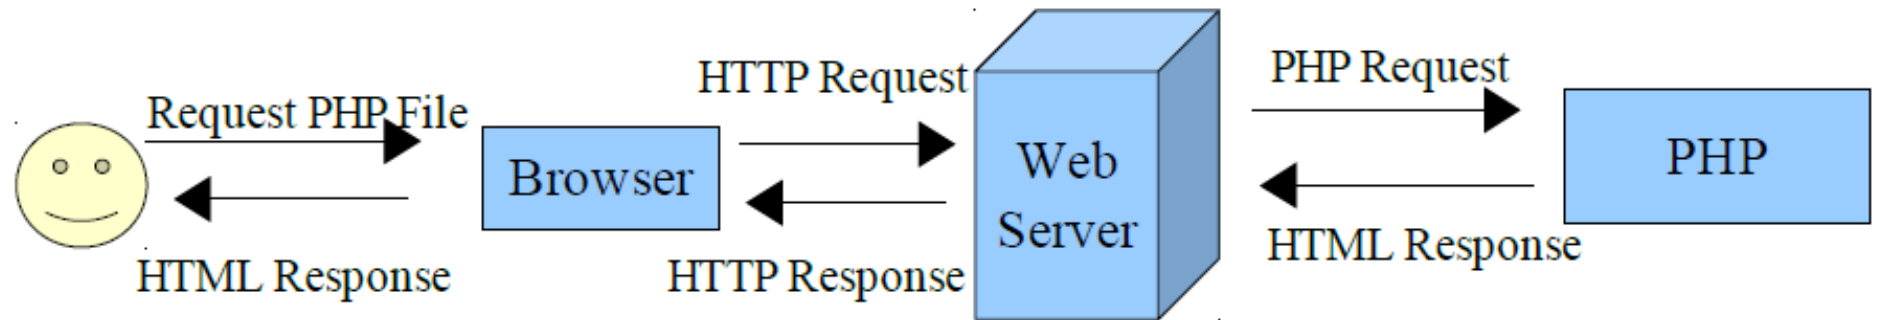 Request PHP File
HTML Response
Browser
HTTP Request
HTTP Response
Web
Server
PHP Request
HTML Response
PHP